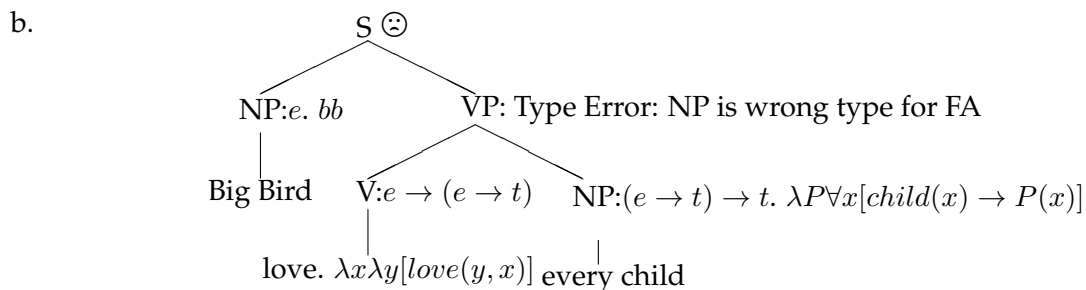 b.
S ☹
NP:e. bb VP: Type Error: NP is wrong type for FA
Big Bird V:e → (e → t) NP:(e → t) → t. λP∀x[child(x) → P(x)]
love. λxλy[love(y, x)] every child